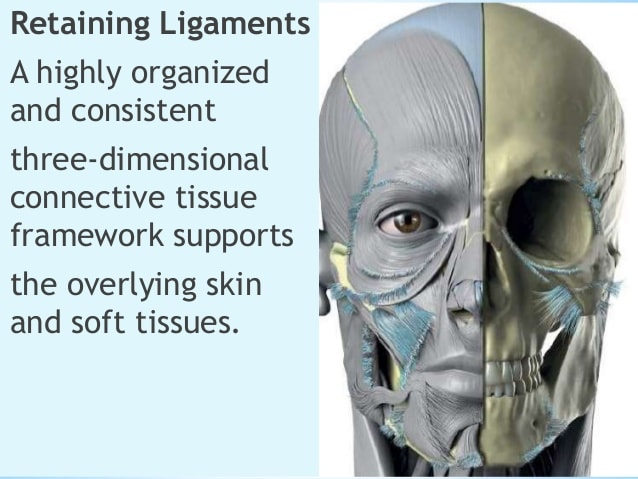 Retaining Ligaments
A highly organized
and consistent
three-dimensional
connective tissue
framework supports
the overlying skin
and soft tissues.